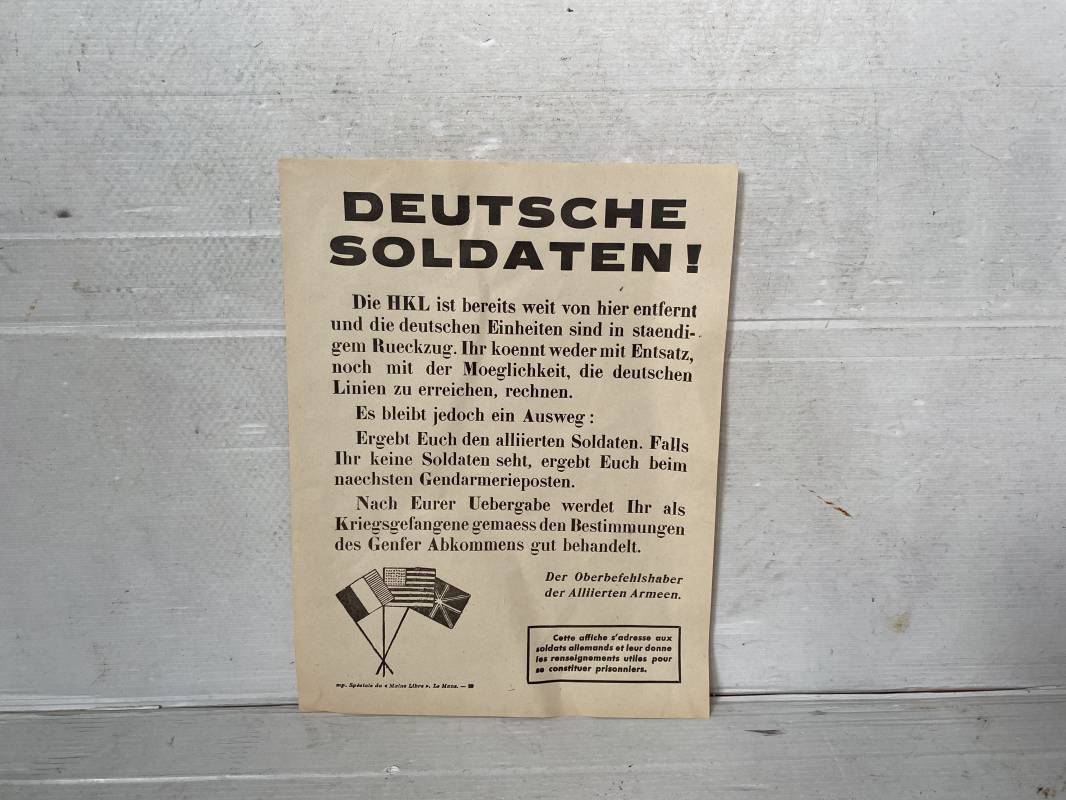 DEUTSCHE
SOLDATEN !
Die HKL ist bereits weit von hier entfernt
und die deutschen Einheiten sind in staendi-
gem Rueckzug. Ihr koennt weder mit Entsatz,
noch mit der Moeglichkeit, die deutschen
Linien zu erreichen, rechnen.
Es bleibt jedoch ein Ausweg :
Ergebt Euch den alliierten Soldaten. Falls
Ihr keine Soldaten seht, ergebt Euch beim
naechsten Gendarmerieposten.
Nach Eurer Uebergabe werdet Ihr als
Kriegsgefangene gemaess den Bestimmungen
des Genfer Abkommens gut behandelt.
Der Oberbefehlshaber
der Alliierten Armeen.
Cette affiche s'adresse aux
soldats allemands et leur donne
les renseignements utiles pour
se constituer prisonniers.
mp. Spéciale du « Maine Libre ». Le Mans. —